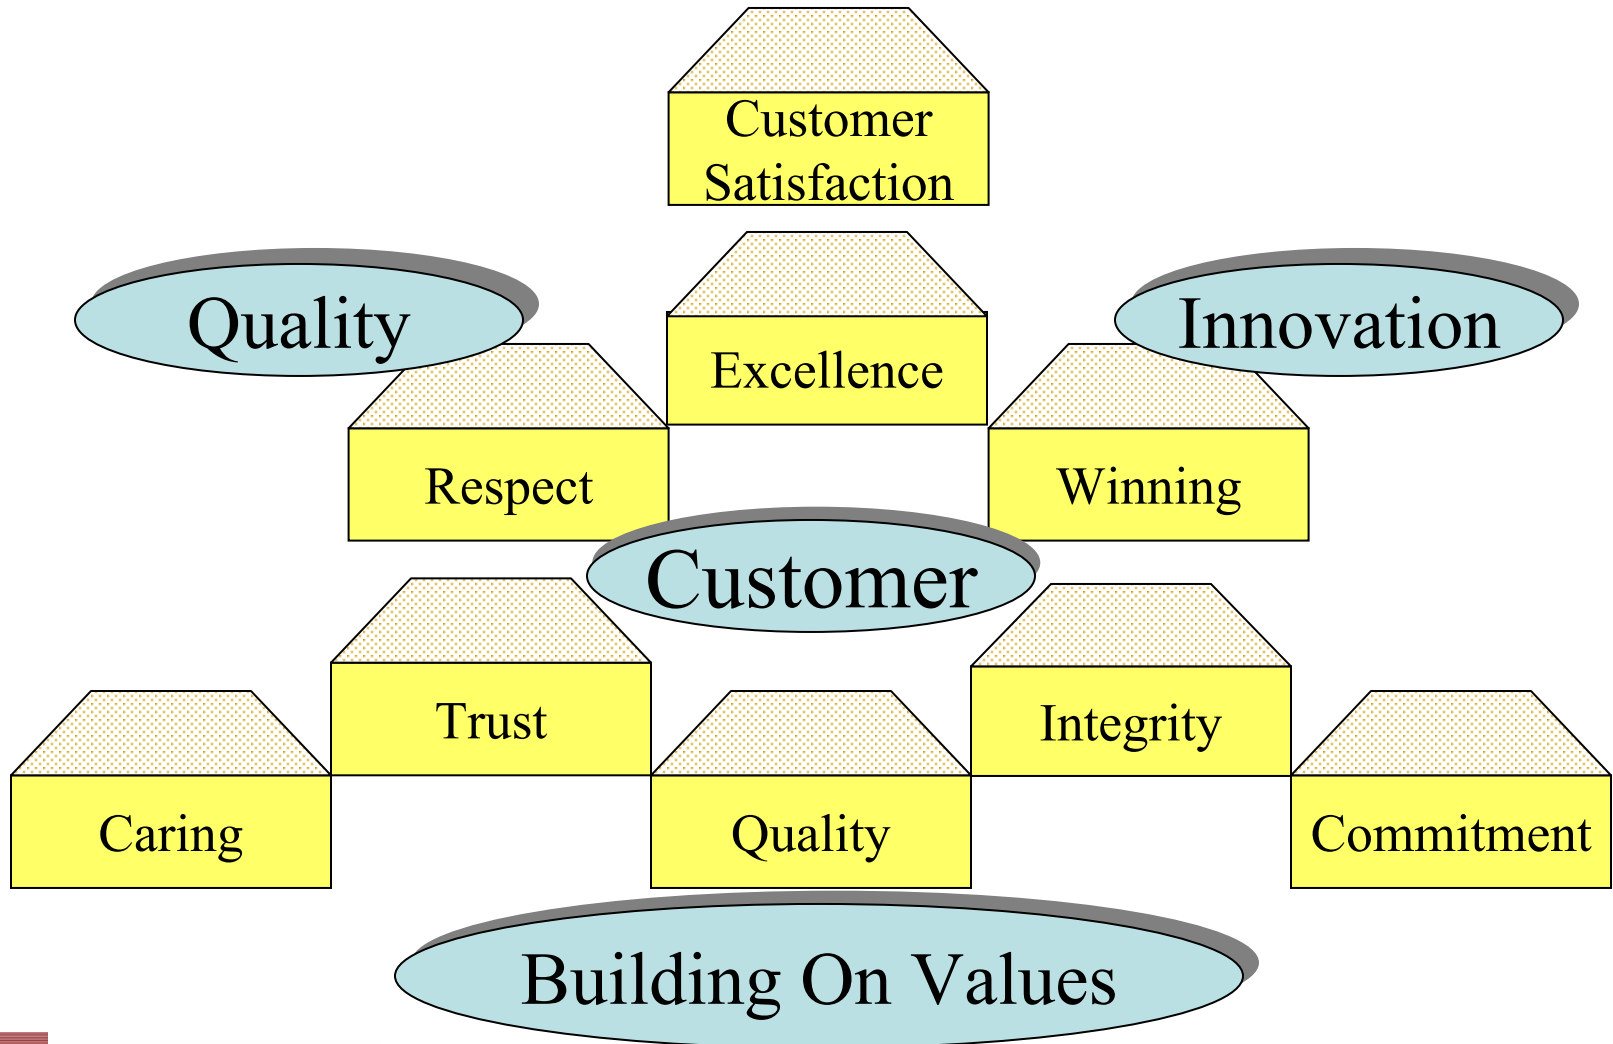 Customer
Satisfaction
Quality
Innovation
Excellence
Respect
Winning
Customer
Trust
Integrity
Caring
Quality
Commitment
Building On Values